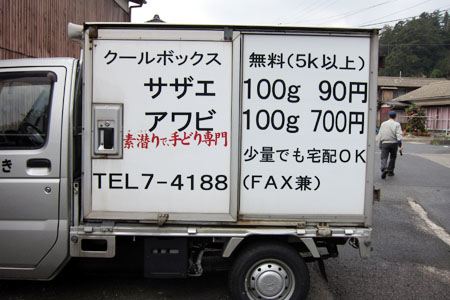 クールボックス 無料(5k以上)
サザエ 100g 90円
アワビ 100g 700円
素潜りで、手どり専門
少量でも宅配OK
TEL7-4188 (FAX兼)
き